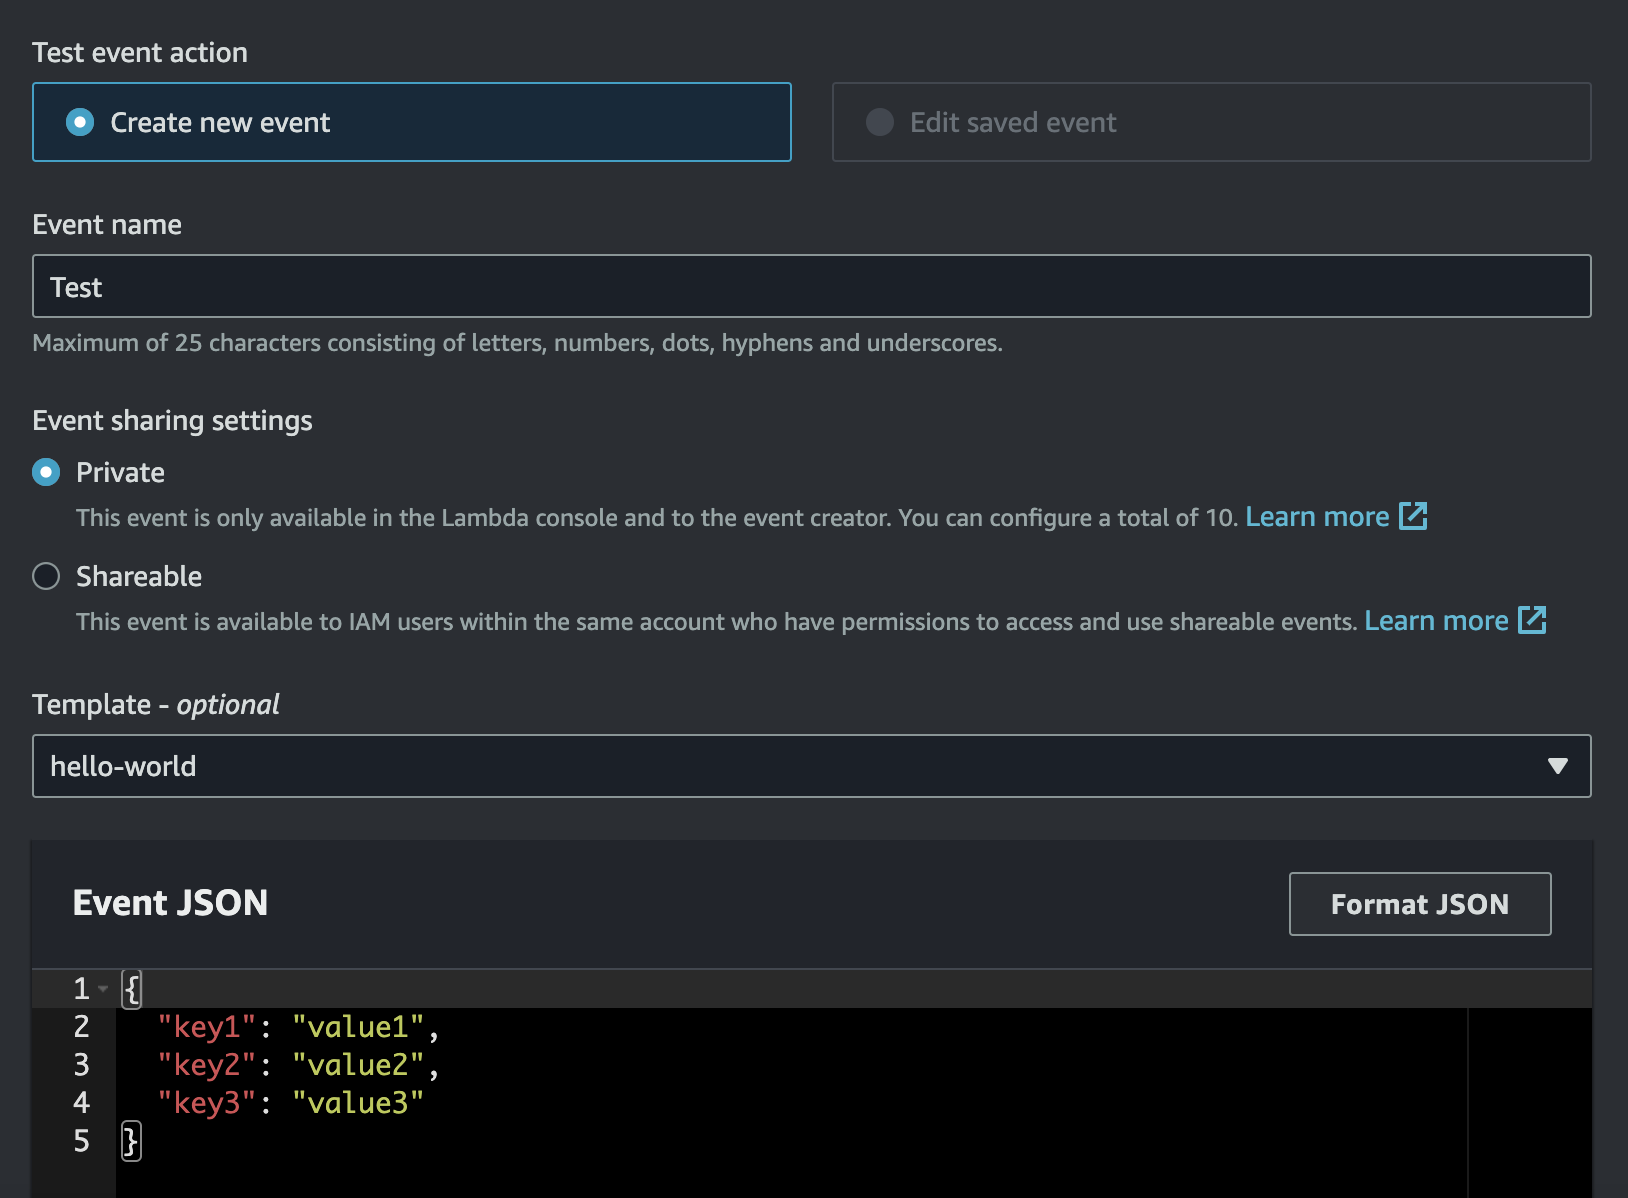 Test event action
Create new event
Edit saved event
Event name
Test
Maximum of 25 characters consisting of letters, numbers, dots, hyphens and underscores.
Event sharing settings
Private
This event is only available in the Lambda console and to the event creator. You can configure a total of 10. Learn more
Shareable
This event is available to IAM users within the same account who have permissions to access and use shareable events. Learn more
Template - optional
hello-world
Event JSON
Format JSON
1 {
2 "key1": "value1",
3 "key2": "value2",
4 "key3": "value3"
5 }